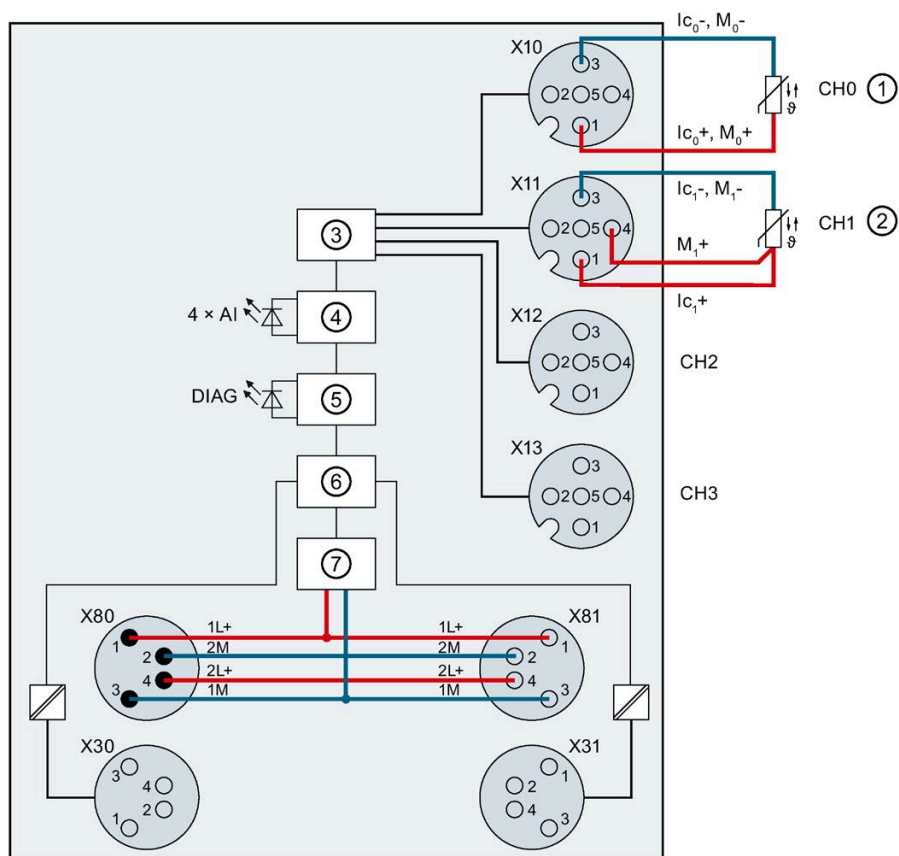 Ic₀-, M₀-
X10
3
2 5 4
1
CH0 ①
Ic₀+, M₀+
X11
Ic₁-, M₁-
3
2 5 4
1
CH1 ②
M₁+
Ic₁+
③
4 × AI ④
X12
3
2 5 4
1
CH2
DIAG ⑤
X13
3
2 5 4
1
CH3
⑥
⑦
X80
X81
1 1L+ 1L+ 1
2 2M 2M 2
4 2L+ 2L+ 4
3 1M 1M 3
X30
X31
3
4
2
1
1
2
4
3